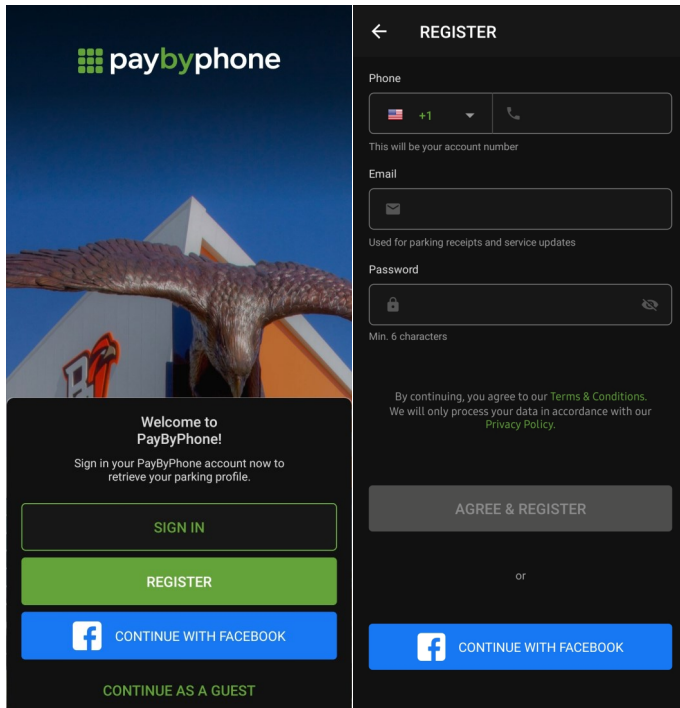 paybyphone
Welcome to
PayByPhone!
Sign in your PayByPhone account now to
retrieve your parking profile.
SIGN IN
REGISTER
CONTINUE WITH FACEBOOK
CONTINUE AS A GUEST
REGISTER
Phone
+1
This will be your account number
Email
Used for parking receipts and service updates
Password
Min. 6 characters
By continuing, you agree to our Terms & Conditions.
We will only process your data in accordance with our
Privacy Policy.
AGREE & REGISTER
or
CONTINUE WITH FACEBOOK